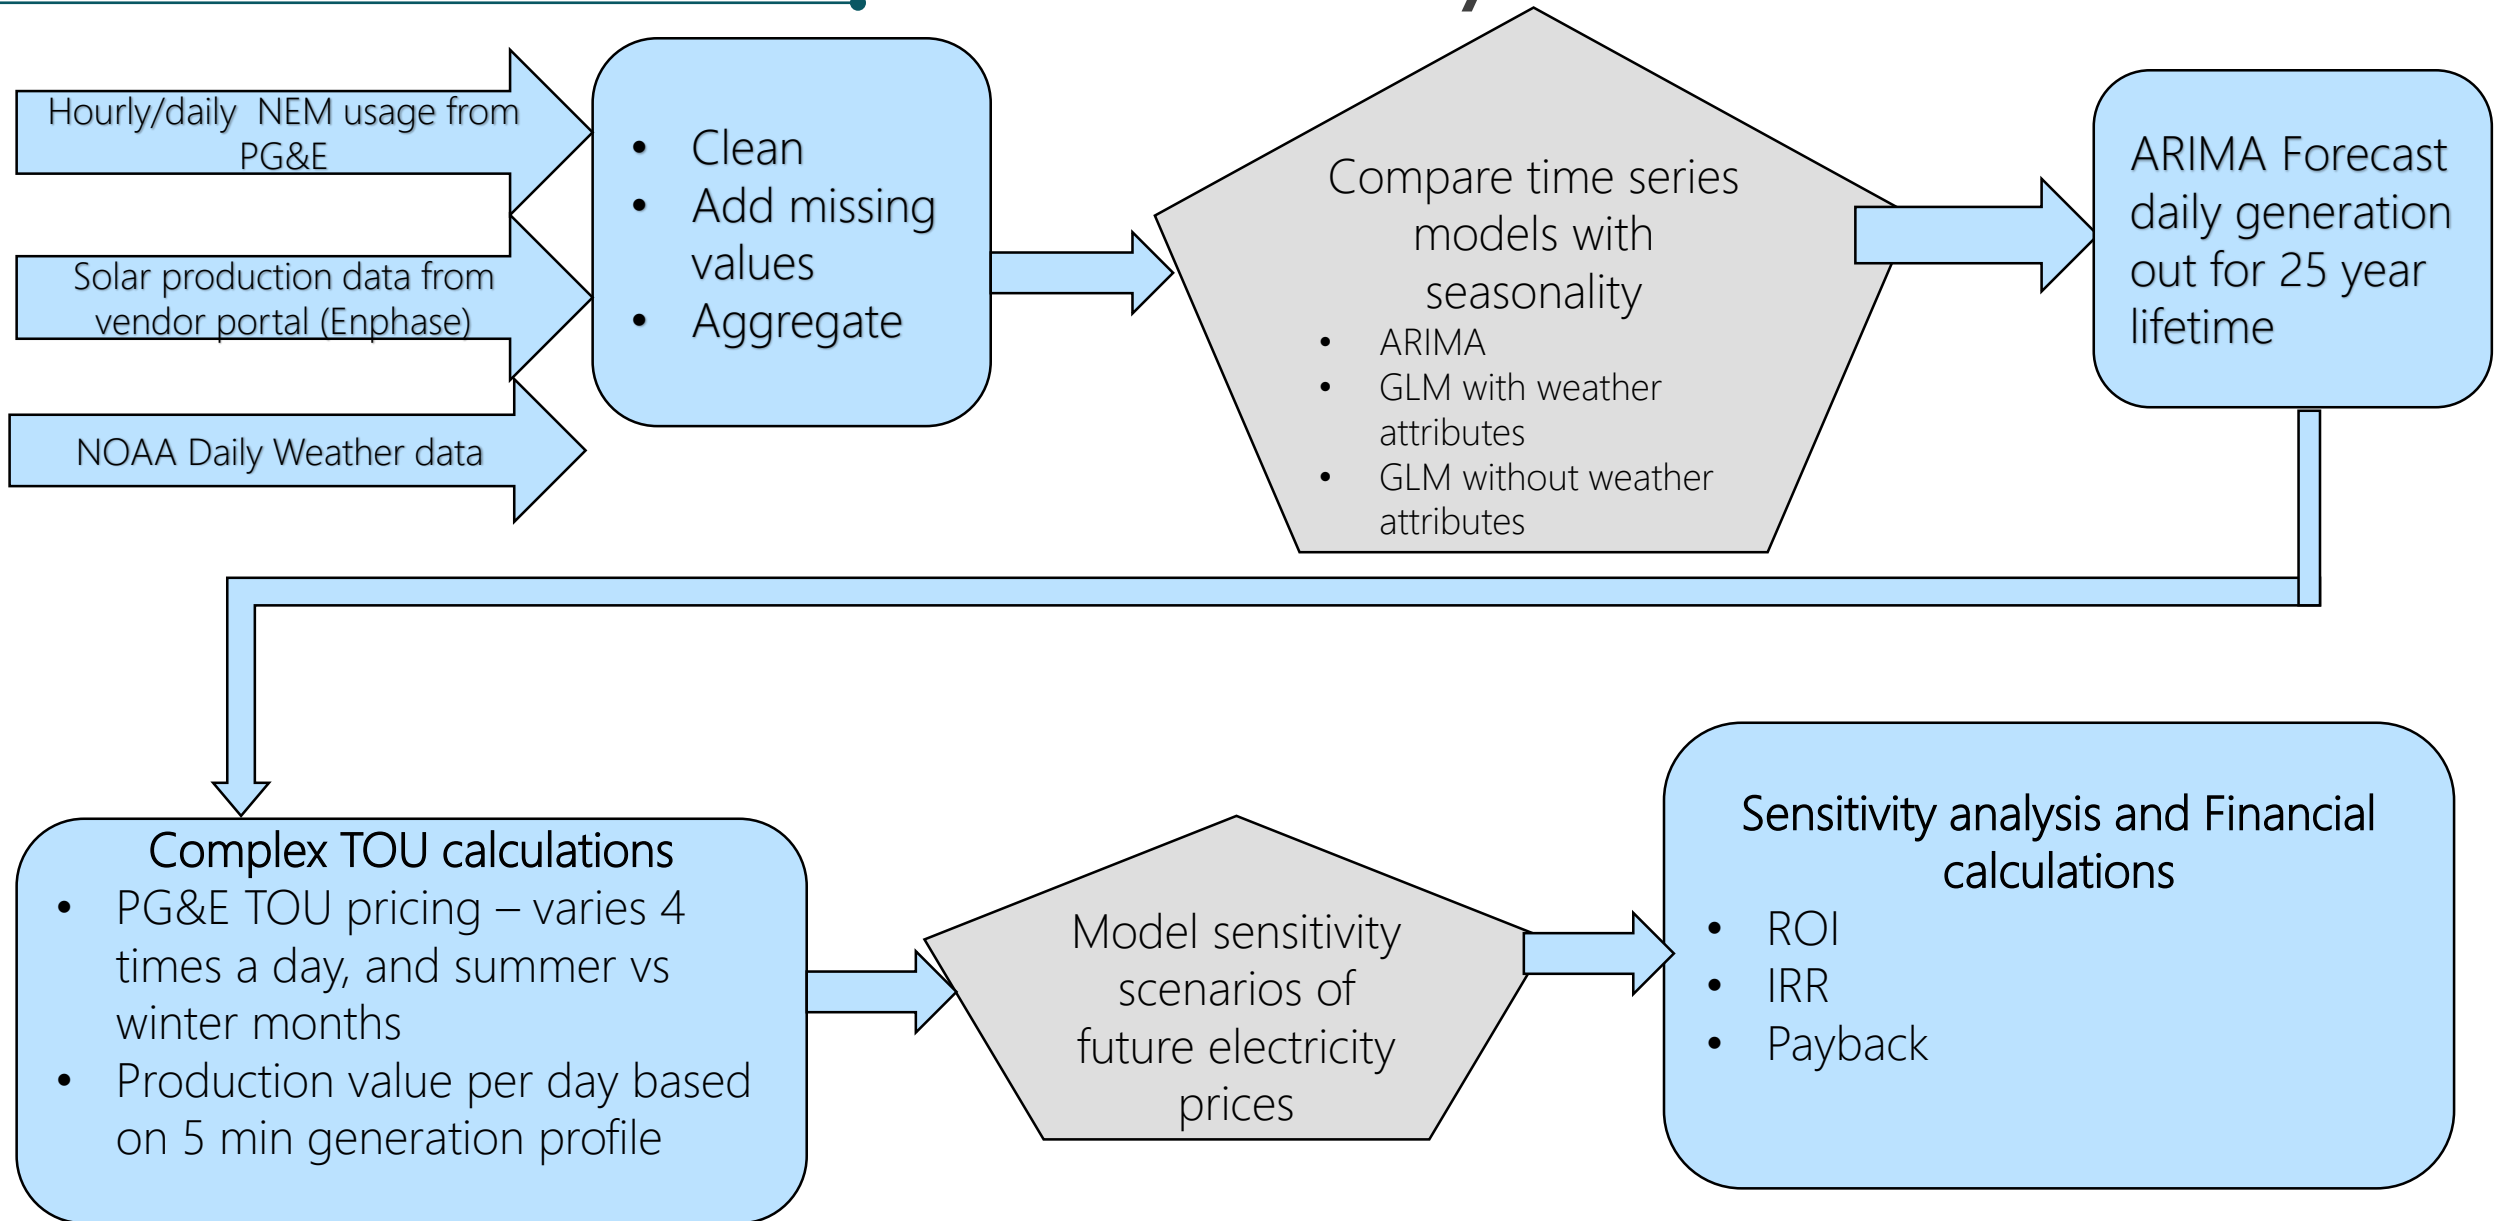 Hourly/daily  NEM usage from
PG&E
Solar production data from
vendor portal (Enphase)
NOAA Daily Weather data
• Clean
• Add missing
values
• Aggregate
Compare time series
models with
seasonality
• ARIMA
• GLM with weather
attributes
• GLM without weather
attributes
ARIMA Forecast
daily generation
out for 25 year
lifetime
Complex TOU calculations
• PG&E TOU pricing – varies 4
times a day, and summer vs
winter months
• Production value per day based
on 5 min generation profile
Model sensitivity
scenarios of
future electricity
prices
Sensitivity analysis and Financial
calculations
• ROI
• IRR
• Payback